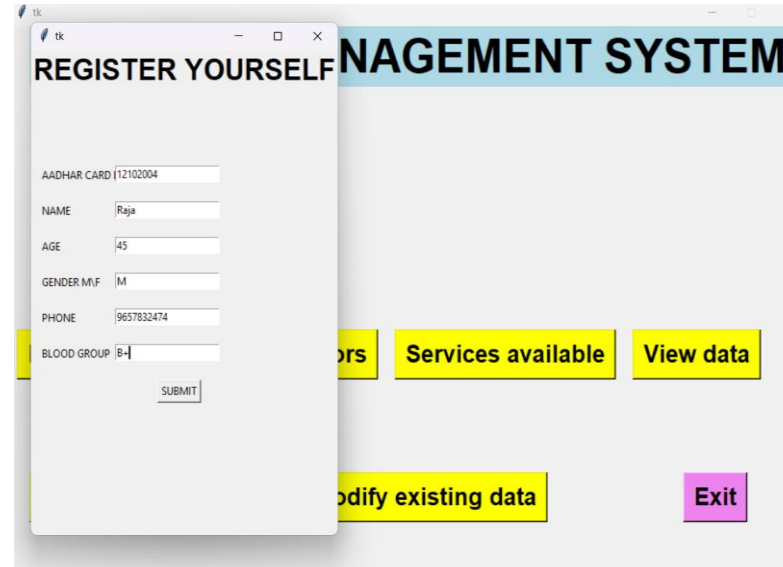 tk
tk
REGISTER YOURSELF
NAGEMENT SYSTEM
AADHAR CARD 12102004
NAME Raja
AGE 45
GENDER M\F M
PHONE 9657832474
BLOOD GROUP B+
SUBMIT
ors Services available View data
odify existing data Exit